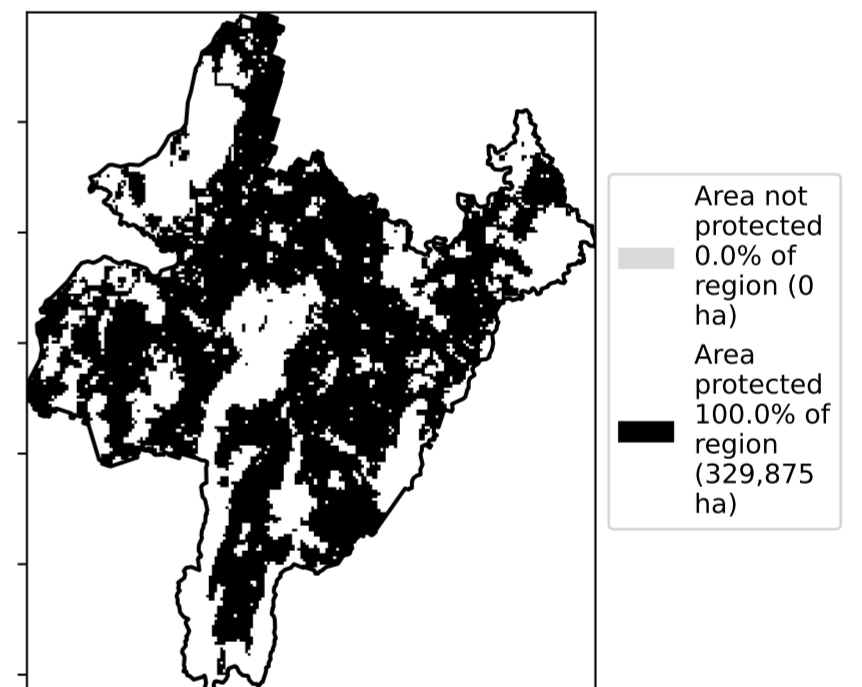 Area not
protected
0.0% of
region (0
ha)
Area
protected
100.0% of
region
(329,875
ha)